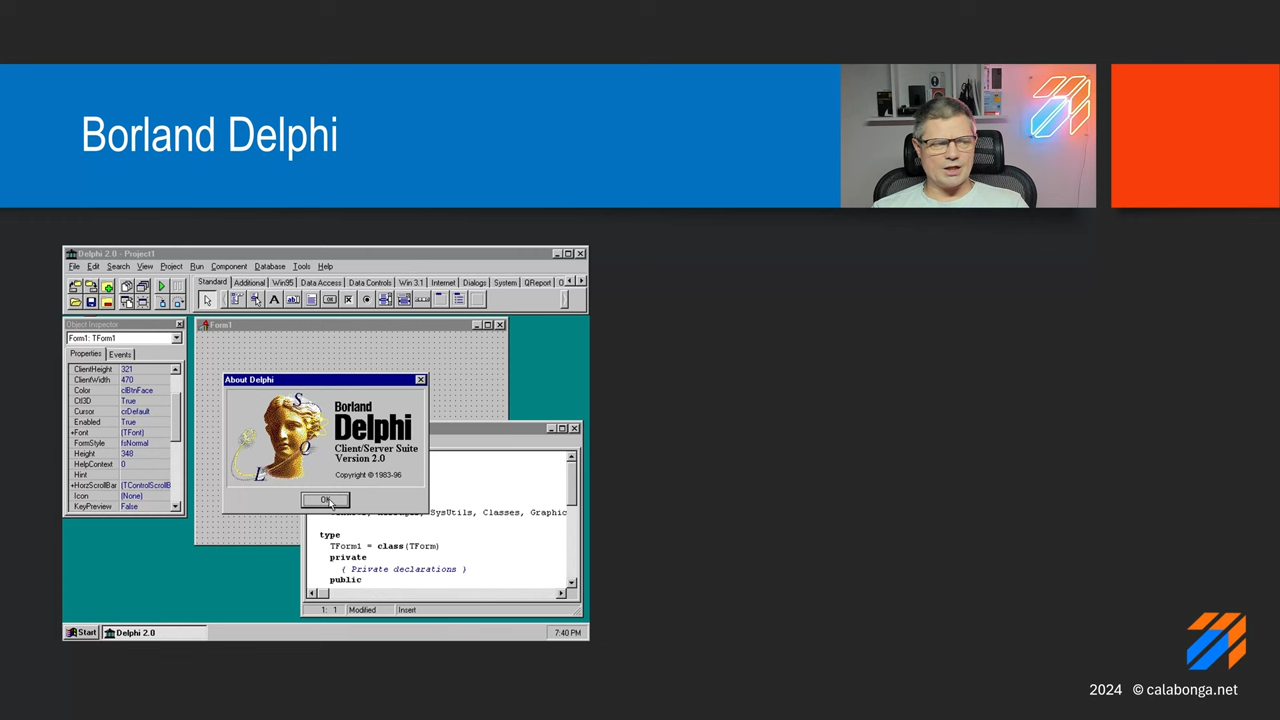 Borland Delphi
Delphi 2.0 - Project1
File Edit Search View Project Run Component Database Tools Help
Standard Additional Win95 Data Access Data Controls Win 3.1 Internet Dialogs System QReport
Object Inspector
Form1: TForm1
Properties Events
ClientHeight 321
ClientWidth 470
Color clBtnFace
Ctl3D True
Cursor crDefault
Enabled True
+Font (TFont)
FormStyle fsNormal
Height 348
HelpContext 0
Hint
+HorzScrollBar (TControlScrollB
Icon (None)
KeyPreview False
Form1
About Delphi
S
Q
L
Borland
Delphi
Client/Server Suite
Version 2.0
Copyright © 1983-96
OK
SysUtils, Classes, Graphic
type
TForm1 = class(TForm)
private
{ Private declarations }
public
1: 1 Modified Insert
Start Delphi 2.0 7:40 PM
2024 © calabonga.net